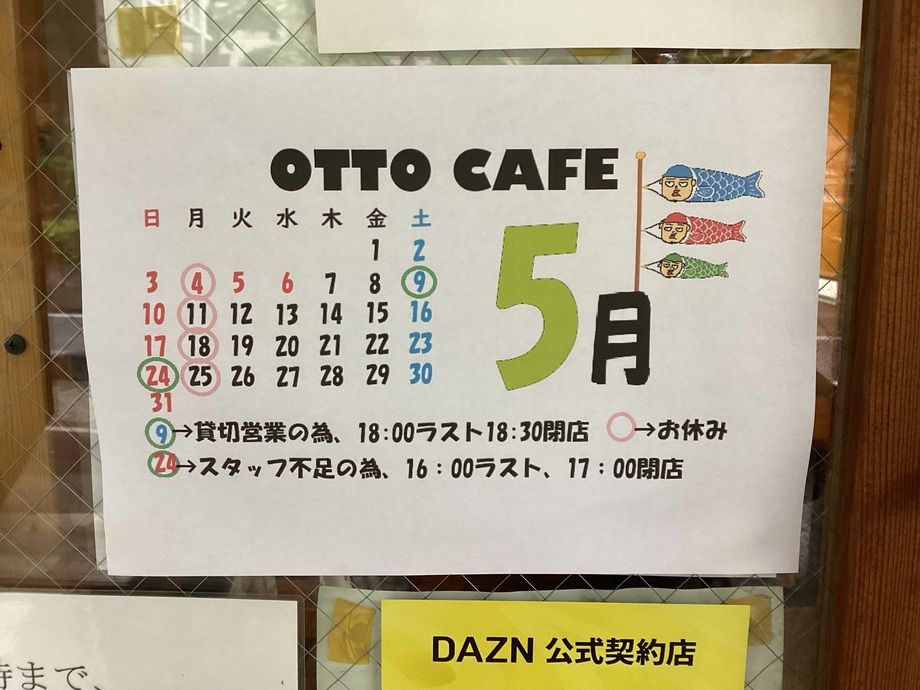 OTTO CAFE
日 月 火 水 木 金 土
1 2
3 4 5 6 7 8 9
10 11 12 13 14 15 16
17 18 19 20 21 22 23
24 25 26 27 28 29 30
31
5月
9→貸切営業の為、18:00ラスト18:30閉店 ○→お休み
24→スタッフ不足の為、16：00ラスト、17：00閉店
時まで、
DAZN 公式契約店